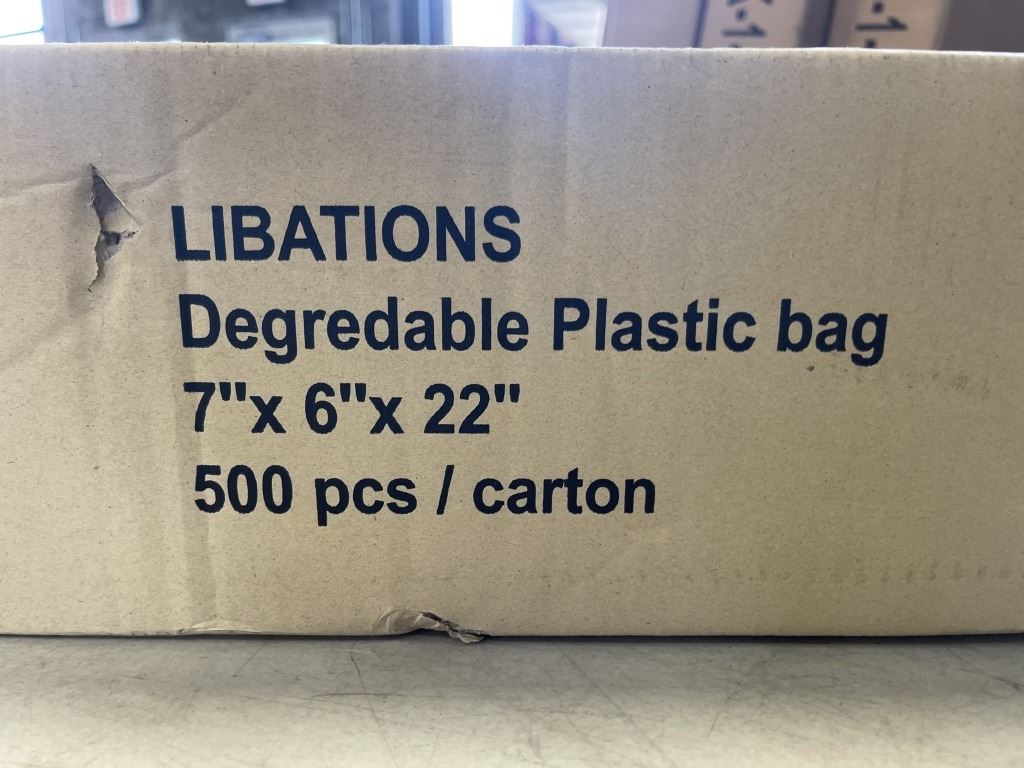 LIBATIONS
Degredable Plastic bag
7"x 6"x 22"
500 pcs / carton